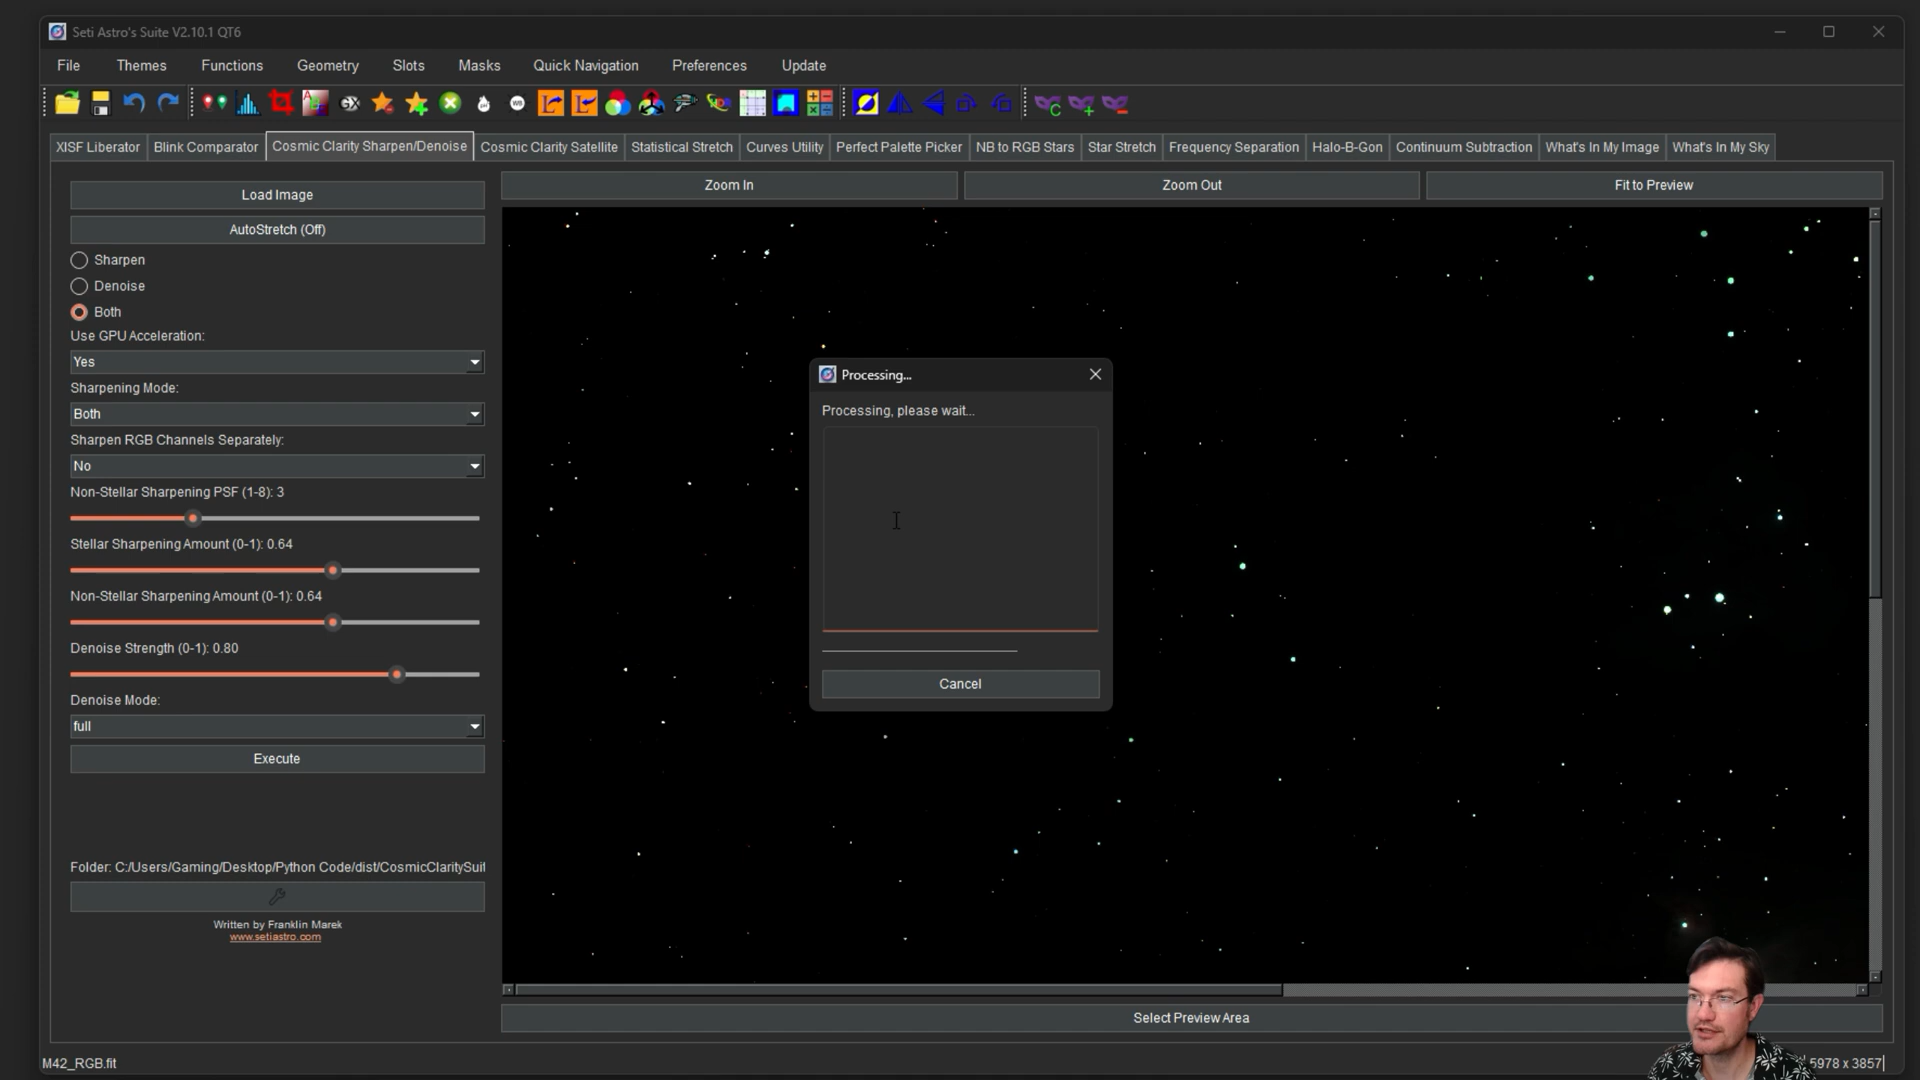 Seti Astro's Suite V2.10.1 QT6
File Themes Functions Geometry Slots Masks Quick Navigation Preferences Update
XISF Liberator Blink Comparator Cosmic Clarity Sharpen/Denoise Cosmic Clarity Satellite Statistical Stretch Curves Utility Perfect Palette Picker NB to RGB Stars Star Stretch Frequency Separation Halo-B-Gon Continuum Subtraction What's In My Image What's In My Sky
Load Image
Zoom In Zoom Out Fit to Preview
AutoStretch (Off)
Sharpen
Denoise
Both
Use GPU Acceleration:
Yes
Sharpening Mode:
Both
Sharpen RGB Channels Separately:
No
Non-Stellar Sharpening PSF (1-8): 3
Stellar Sharpening Amount (0-1): 0.64
Non-Stellar Sharpening Amount (0-1): 0.64
Denoise Strength (0-1): 0.80
Denoise Mode:
full
Execute
Folder: C:/Users/Gaming/Desktop/Python Code/dist/CosmicClaritySuit
Written by Franklin Marek
www.setiastro.com
Processing...
Processing, please wait...
Cancel
Select Preview Area
M42_RGB.fit
5978 x 3857